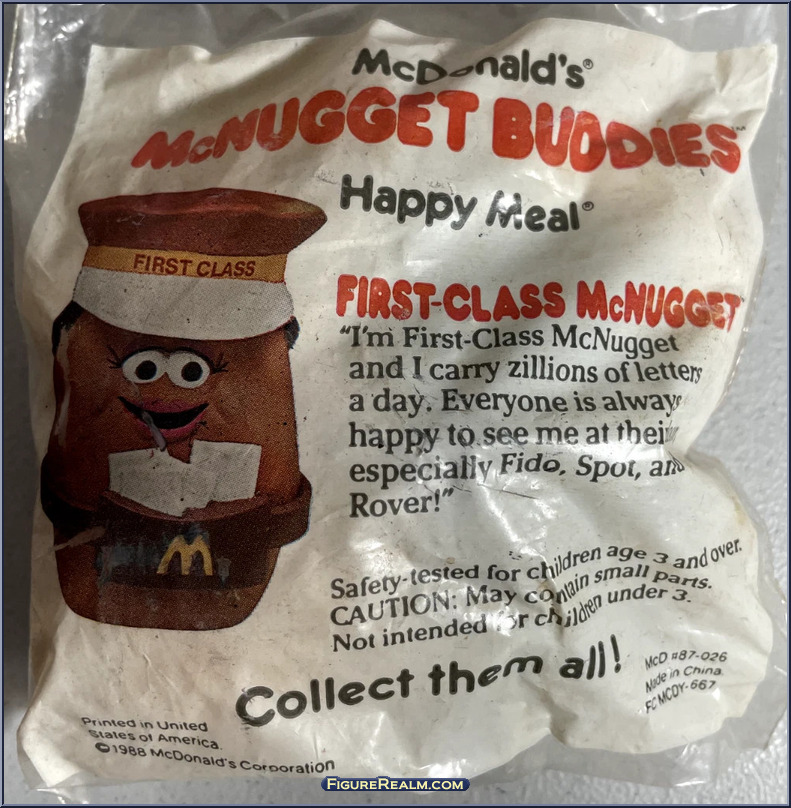 McDonald's®
McNUGGET BUDDIES™
Happy Meal®
FIRST CLASS
FIRST-CLASS McNUGGET™
"I'm First-Class McNugget
and I carry zillions of letters
a day. Everyone is always
happy to see me at their
especially Fido, Spot, and
Rover!"
Safety-tested for children age 3 and over.
CAUTION: May contain small parts.
Not intended for children under 3.
Collect them all!
McD #87-026
Made in China
FC MCDY-667
Printed in United
States of America.
©1988 McDonald's Corporation
FigureRealm.com